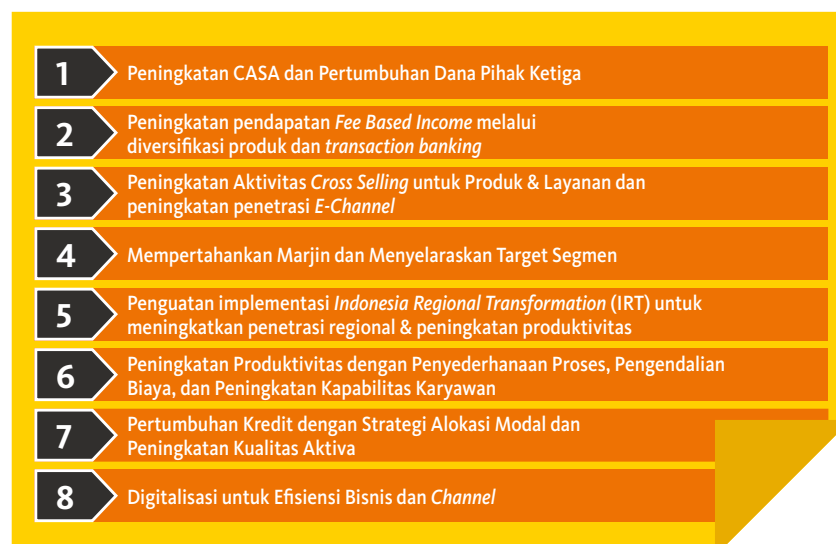 1
Peningkatan CASA dan Pertumbuhan Dana Pihak Ketiga
2
Peningkatan pendapatan Fee Based Income melalui
diversifikasi produk dan transaction banking
3
Peningkatan Aktivitas Cross Selling untuk Produk & Layanan dan
peningkatan penetrasi E-Channel
4
Mempertahankan Marjin dan Menyelaraskan Target Segmen
5
Penguatan implementasi Indonesia Regional Transformation (IRT) untuk
meningkatkan penetrasi regional & peningkatan produktivitas
6
Peningkatan Produktivitas dengan Penyederhanaan Proses, Pengendalian
Biaya, dan Peningkatan Kapabilitas Karyawan
7
Pertumbuhan Kredit dengan Strategi Alokasi Modal dan
Peningkatan Kualitas Aktiva
8
Digitalisasi untuk Efisiensi Bisnis dan Channel